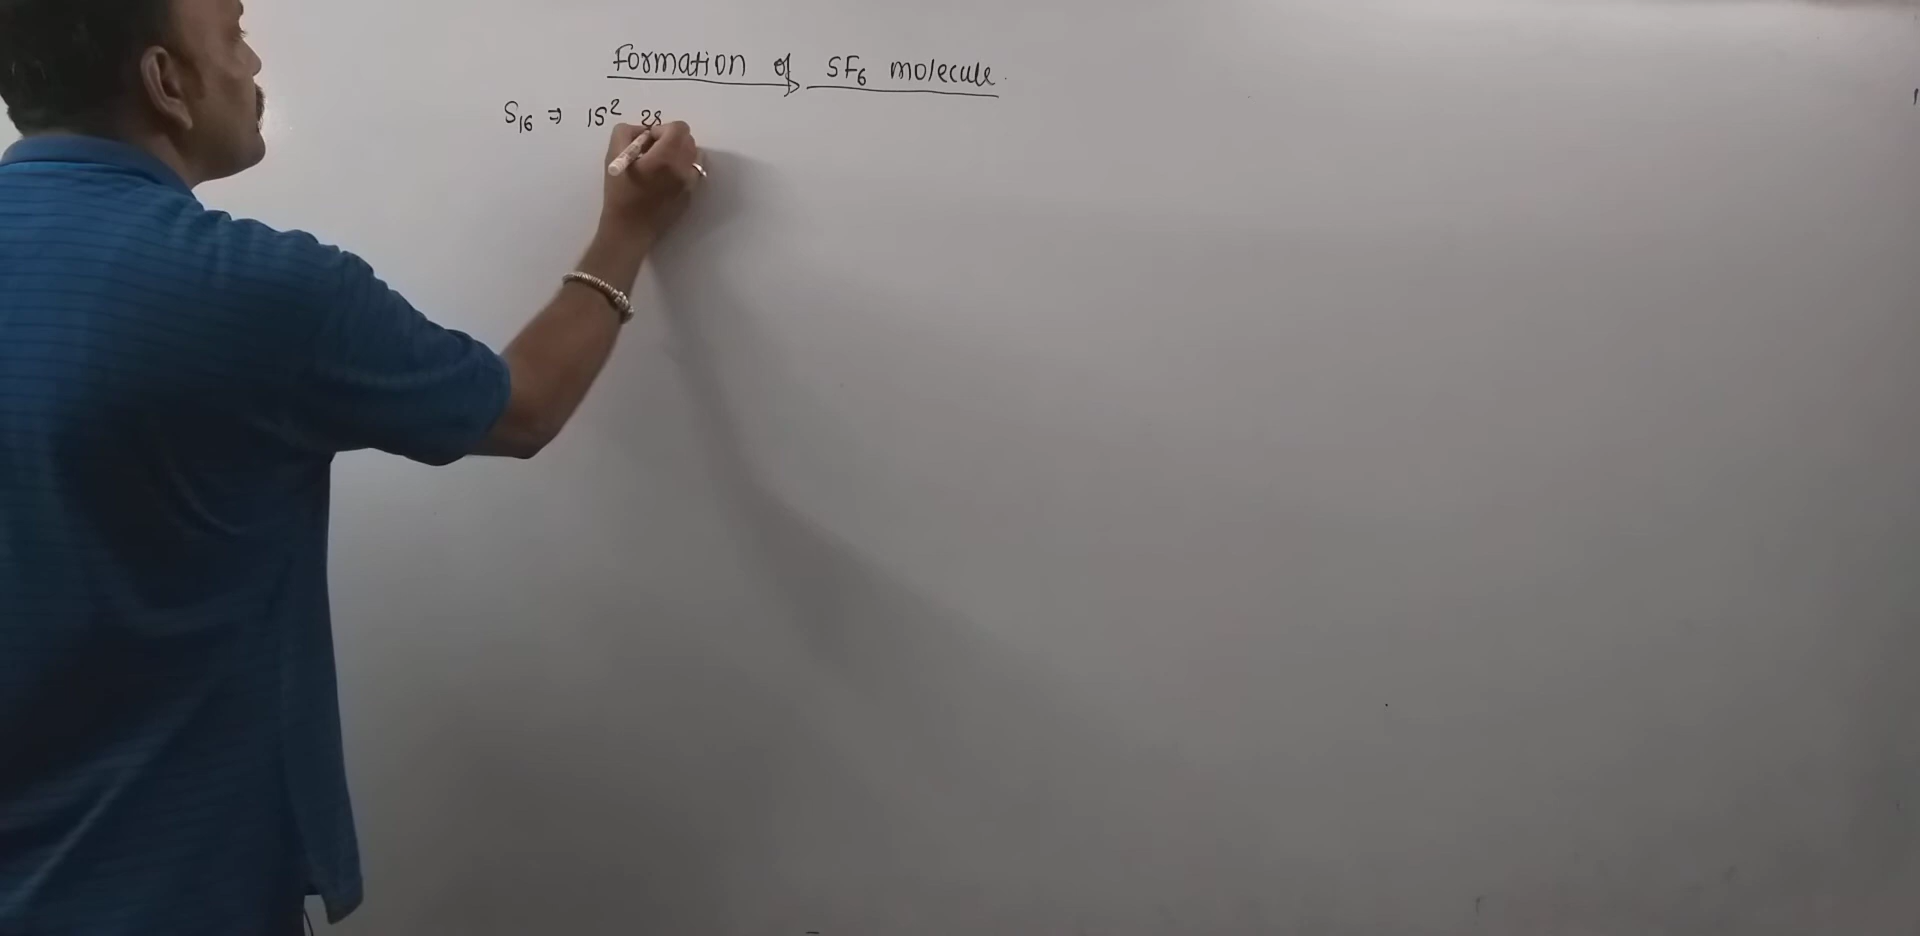 Formation of SF₆ molecule.
S₁₆ ⇒ 1S² 2s